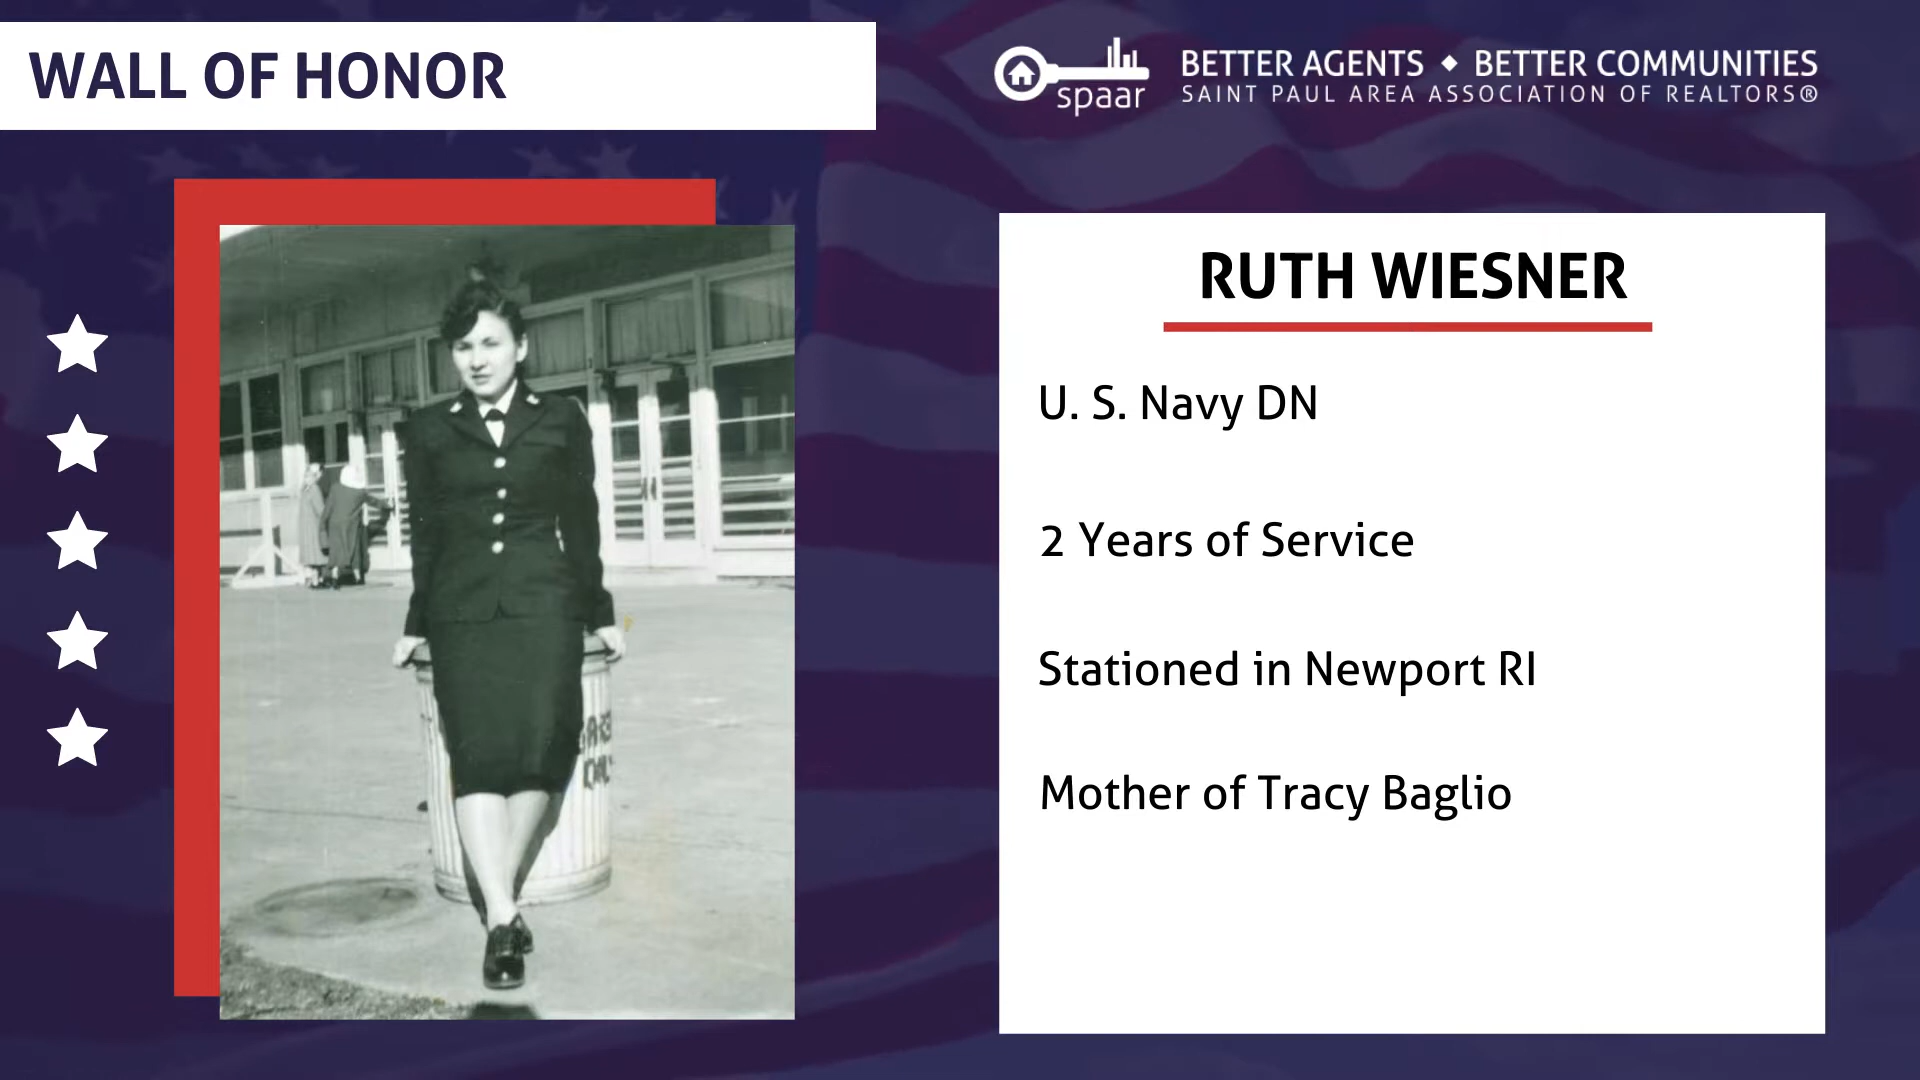 WALL OF HONOR
spaar
BETTER AGENTS ◆ BETTER COMMUNITIES
SAINT PAUL AREA ASSOCIATION OF REALTORS®
RUTH WIESNER
U. S. Navy DN
2 Years of Service
Stationed in Newport RI
Mother of Tracy Baglio